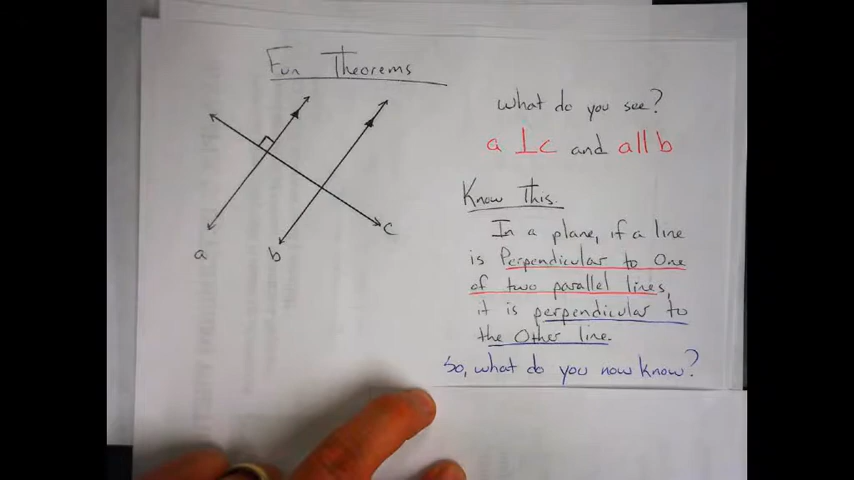 Fun Theorems
What do you see?
a ⊥ c and a || b
Know This.
In a plane, if a line
is Perpendicular to One
of two parallel lines,
it is perpendicular to
the Other line.
So, what do you now know?
a
b
c